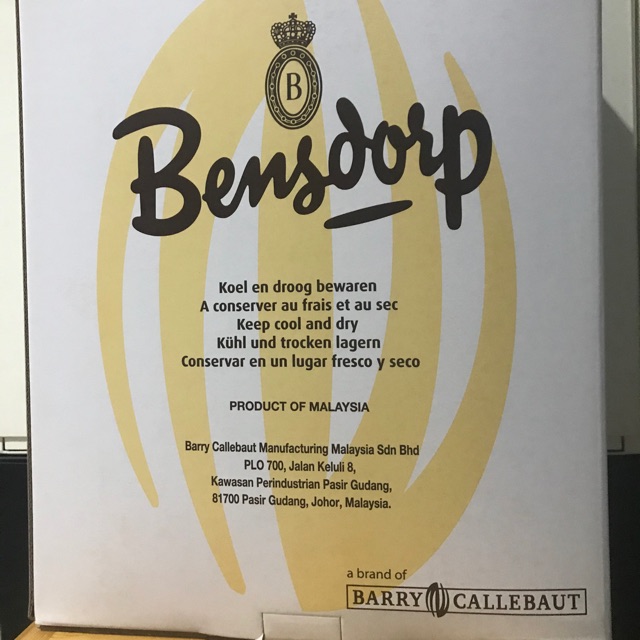 B
Bensdorp
Koel en droog bewaren
A conserver au frais et au sec
Keep cool and dry
Kühl und trocken lagern
Conservar en un lugar fresco y seco
PRODUCT OF MALAYSIA
Barry Callebaut Manufacturing Malaysia Sdn Bhd
PLO 700, Jalan Keluli 8,
Kawasan Perindustrian Pasir Gudang,
81700 Pasir Gudang, Johor, Malaysia.
a brand of
BARRY CALLEBAUT